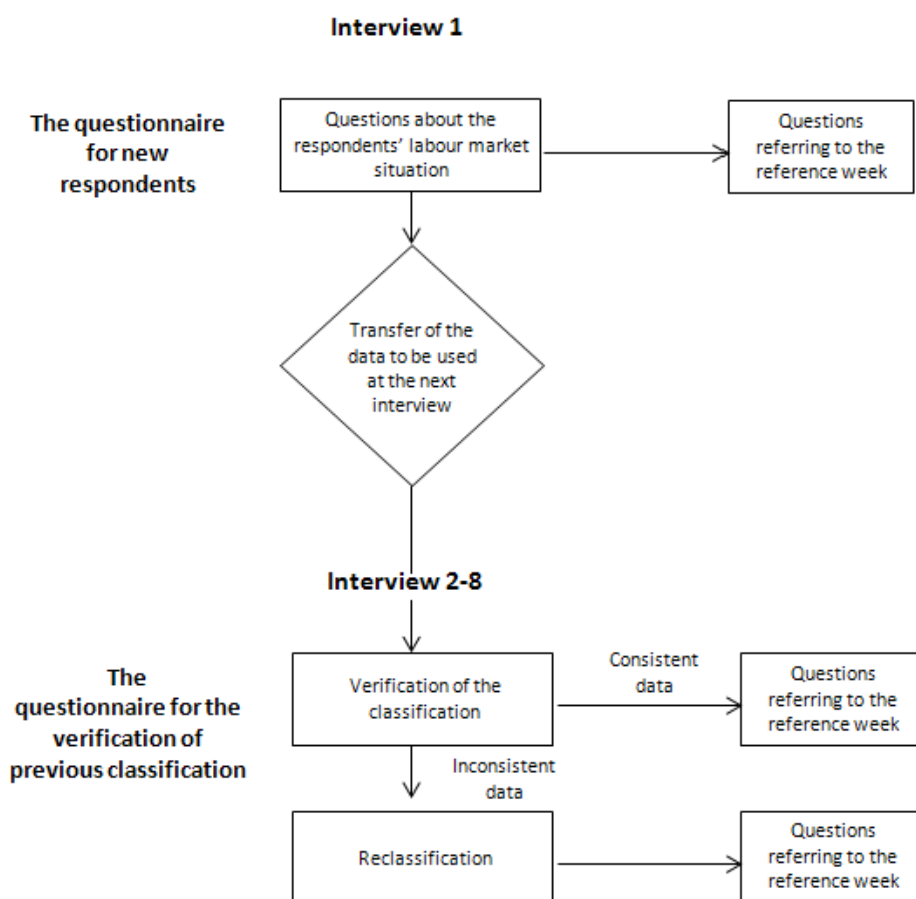 Interview 1
The questionnaire
for new
respondents
Questions about the
respondents’ labour market
situation
Questions
referring to the
reference week
Transfer of the
data to be used
at the next
interview
Interview 2-8
The
questionnaire for the
verification of
previous classification
Verification of the
classification
Consistent
data
Questions
referring to the
reference week
Inconsistent
data
Reclassification
Questions
referring to the
reference week